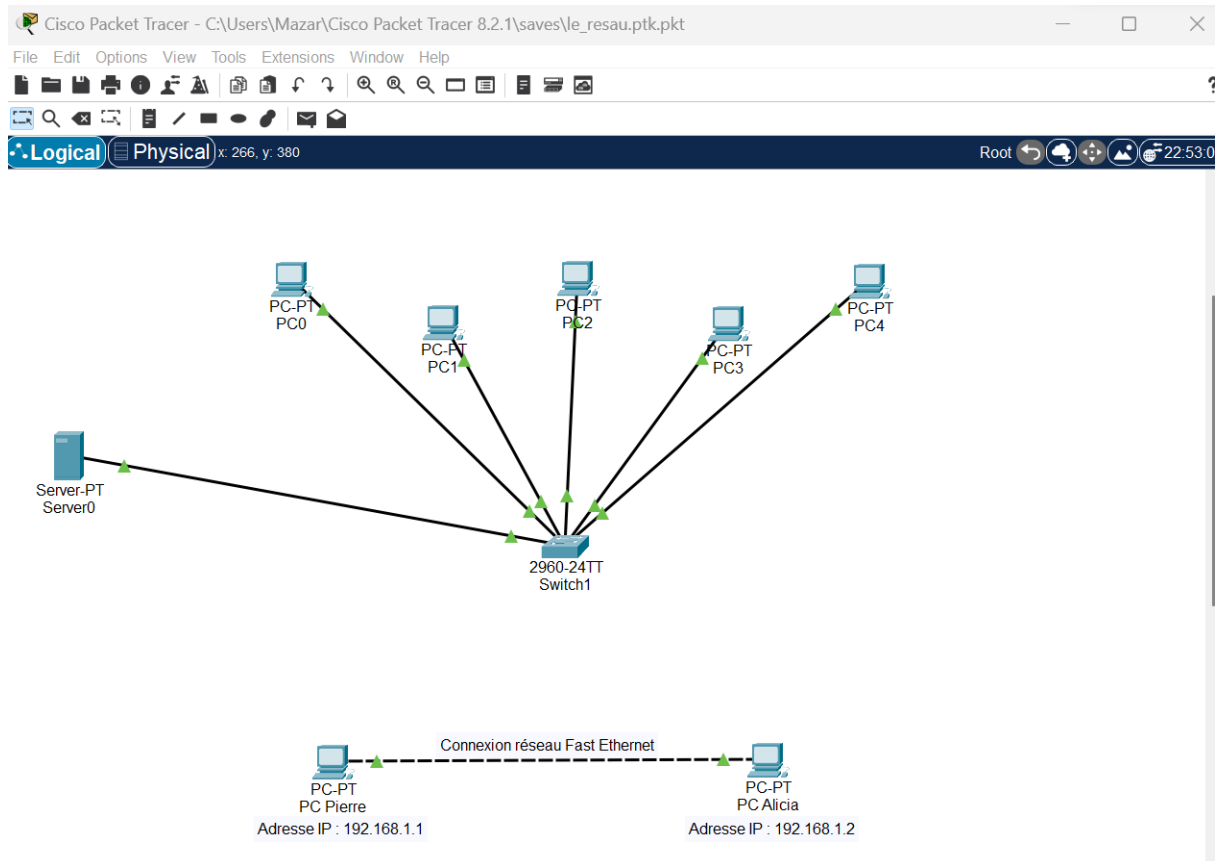 Cisco Packet Tracer - C:\Users\Mazar\Cisco Packet Tracer 8.2.1\saves\le_resau.ptk.pkt
File Edit Options View Tools Extensions Window Help
?
Logical Physical x: 266, y: 380 Root 22:53:0
PC-PT
PC0
PC-PT
PC1
PC-PT
PC2
PC-PT
PC3
PC-PT
PC4
Server-PT
Server0
2960-24TT
Switch1
Connexion réseau Fast Ethernet
PC-PT
PC Pierre
Adresse IP : 192.168.1.1
PC-PT
PC Alicia
Adresse IP : 192.168.1.2